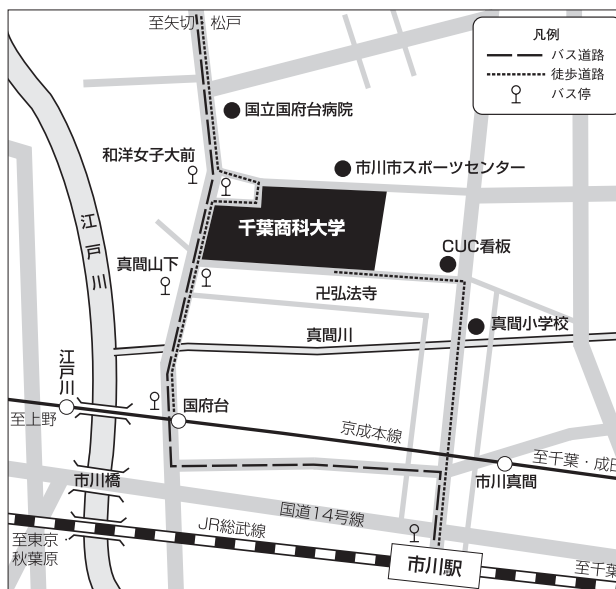 至矢切
松戸
凡例
バス道路
徒歩道路
バス停
国立国府台病院
和洋女子大前
市川市スポーツセンター
江戸川
千葉商科大学
CUC看板
真間山下
卍弘法寺
真間小学校
真間川
江戸川
国府台
至上野
京成本線
至千葉・成田
市川真間
市川橋
国道14号線
JR総武線
至東京・
秋葉原
市川駅
至千葉